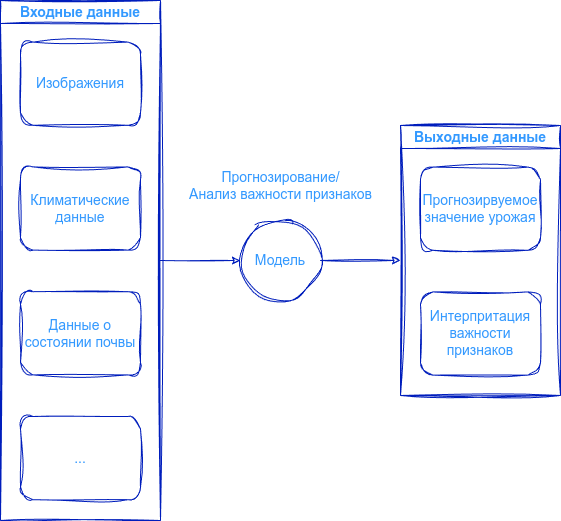 Входные данные
Изображения
Климатические
данные
Данные о
состоянии почвы
...
Прогнозирование/
Анализ важности признаков
Модель
Выходные данные
Прогнозирвуемое
значение урожая
Интерпритация
важности
признаков